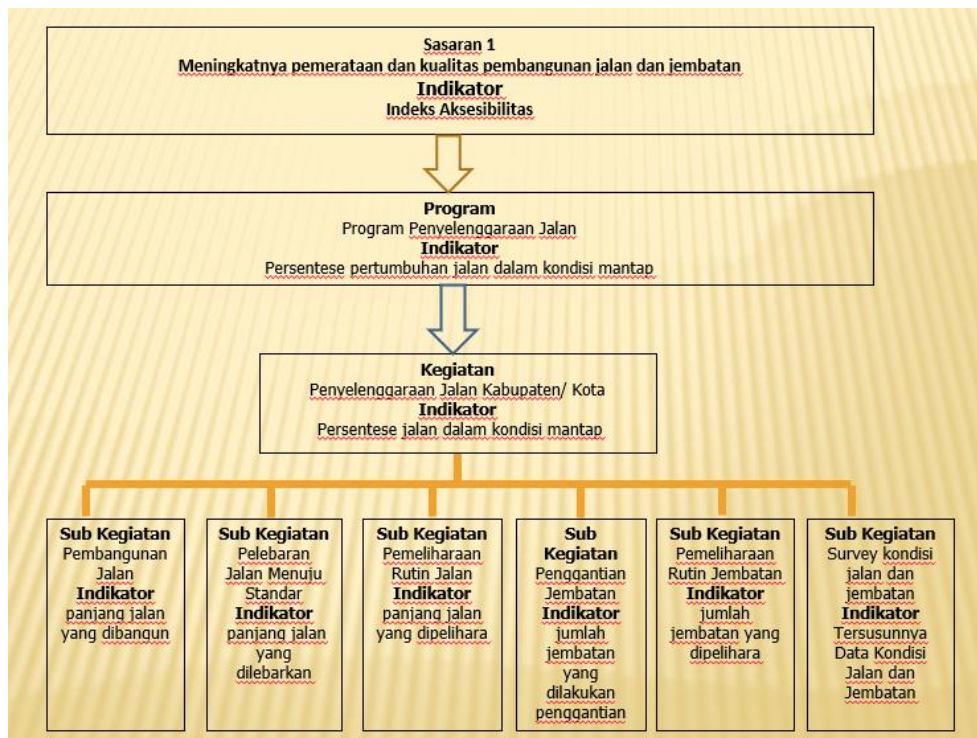 Sasaran 1
Meningkatnya pemerataan dan kualitas pembangunan jalan dan jembatan
Indikator
Indeks Aksesibilitas
Program
Program Penyelenggaraan Jalan
Indikator
Persentese pertumbuhan jalan dalam kondisi mantap
Kegiatan
Penyelenggaraan Jalan Kabupaten/ Kota
Indikator
Persentese jalan dalam kondisi mantap
Sub Kegiatan
Pembangunan
Jalan
Indikator
panjang jalan
yang dibangun
Sub Kegiatan
Pelebaran
Jalan Menuju
Standar
Indikator
panjang jalan
yang
dilebarkan
Sub Kegiatan
Pemeliharaan
Rutin Jalan
Indikator
panjang jalan
yang dipelihara
Sub
Kegiatan
Penggantian
Jembatan
Indikator
jumlah
jembatan
yang
dilakukan
penggantian
Sub Kegiatan
Pemeliharaan
Rutin Jembatan
Indikator
jumlah
jembatan yang
dipelihara
Sub Kegiatan
Survey kondisi
jalan dan
jembatan
Indikator
Tersusunnya
Data Kondisi
Jalan dan
Jembatan